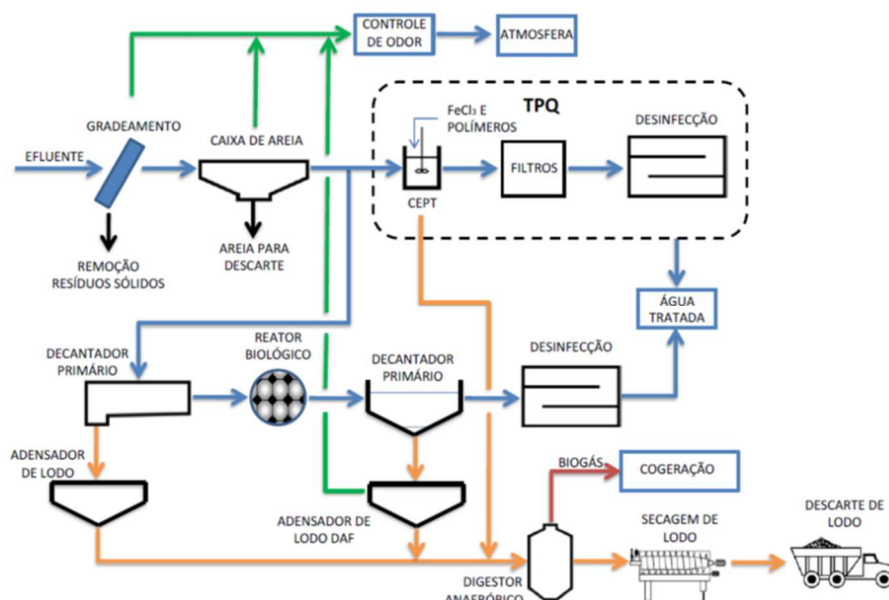 CONTROLE
DE ODOR
ATMOSFERA
GRADEAMENTO
CAIXA DE AREIA
FeCl₃ E
POLÍMEROS
TPQ
DESINFECÇÃO
EFLUENTE
FILTROS
CEPT
REMOÇÃO
RESÍDUOS SÓLIDOS
AREIA PARA
DESCARTE
ÁGUA
TRATADA
DECANTADOR
PRIMÁRIO
REATOR
BIOLÓGICO
DECANTADOR
PRIMÁRIO
DESINFECÇÃO
ADENSADOR
DE LODO
BIOGÁS
COGERAÇÃO
ADENSADOR DE
LODO DAF
SECAGEM DE
LODO
DESCARTE DE
LODO
DIGESTOR
ANAERÓBICO